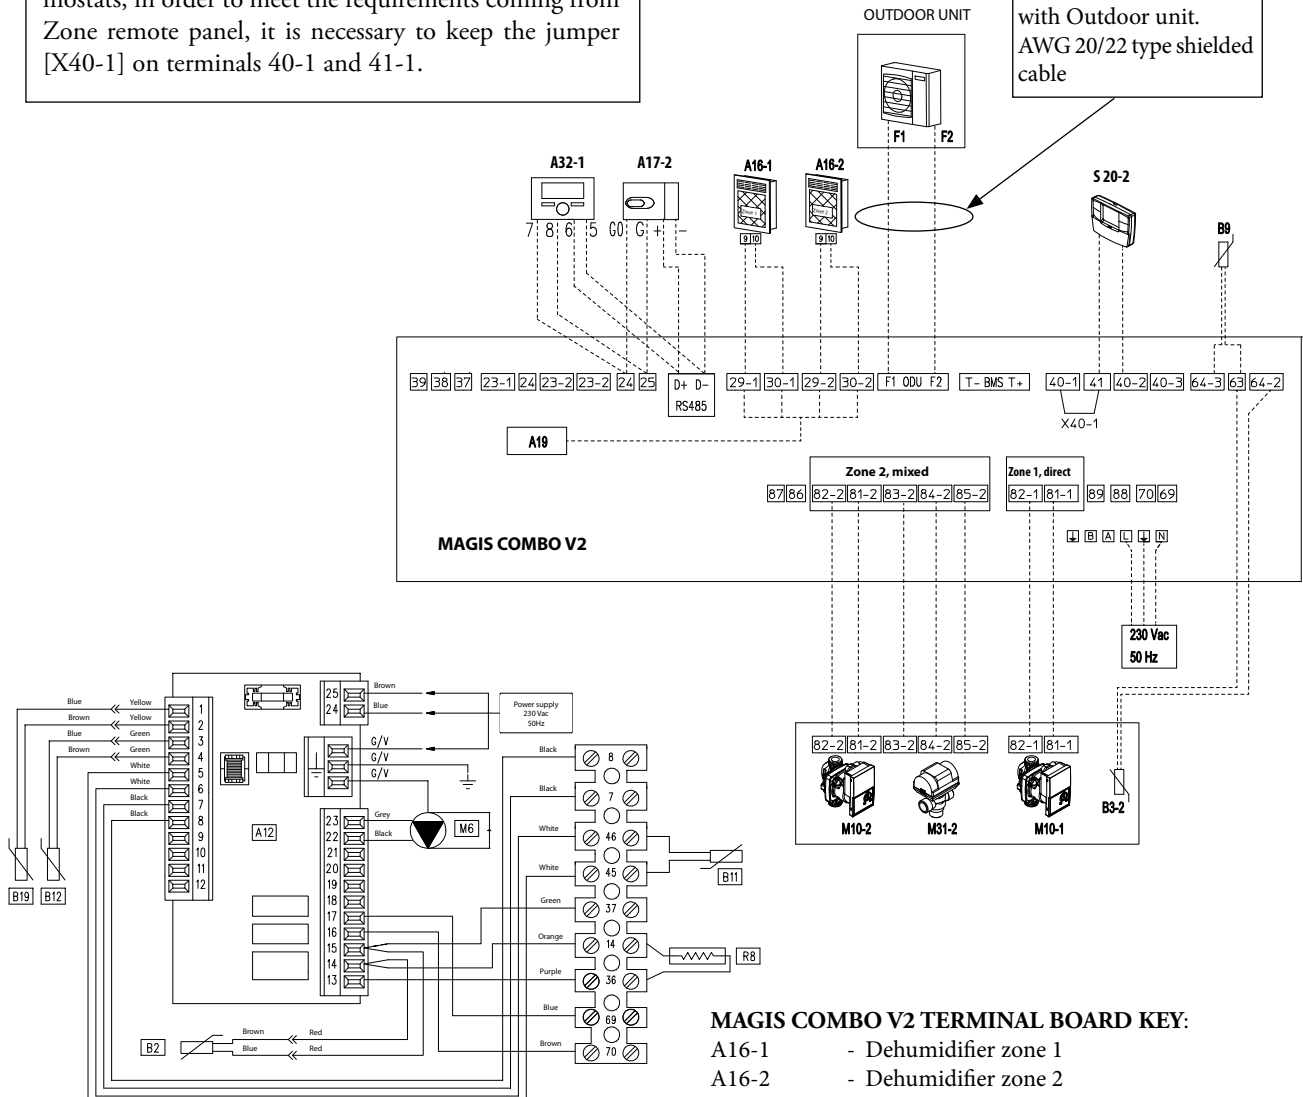 mostats, in order to meet the requirements coming from
Zone remote panel, it is necessary to keep the jumper
[X40-1] on terminals 40-1 and 41-1.
OUTDOOR UNIT
with Outdoor unit.
AWG 20/22 type shielded
cable
F1 F2
A32-1 A17-2 A16-1 A16-2 S 20-2
Zone 1 Zone 2
7 8 6 5 G0 G + -
9 10 9 10
B9
39 38 37 23-1 24 23-2 23-2 24 25 D+ D- 29-1 30-1 29-2 30-2 F1 ODU F2 T- BMS T+ 40-1 41 40-2 40-3 64-3 63 64-2
RS485
X40-1
A19
Zone 2, mixed Zone 1, direct
87 86 82-2 81-2 83-2 84-2 85-2 82-1 81-1 89 88 70 69
MAGIS COMBO V2
B A L N
230 Vac
50 Hz
82-2 81-2 83-2 84-2 85-2 82-1 81-1
M10-2 M31-2 M10-1
B3-2
Blue Yellow 1
Brown Yellow 2
Blue Green 3
Brown Green 4
White 5
White 6
Black 7
Black 8
9
10
11
12
B19 B12
A12
25 Brown
24 Blue
Power supply
230 Vac
50Hz
G/V
G/V
G/V
23 Grey
22 Black
M6
21
20
19
18
17
16
15
14
13
Black 8
Black 7
White 46
White 45
Green 37
Orange 14
Purple 36
Blue 69
Brown 70
B11
R8
B2
Brown Red
Blue Red
MAGIS COMBO V2 TERMINAL BOARD KEY:
A16-1 - Dehumidifier zone 1
A16-2 - Dehumidifier zone 2